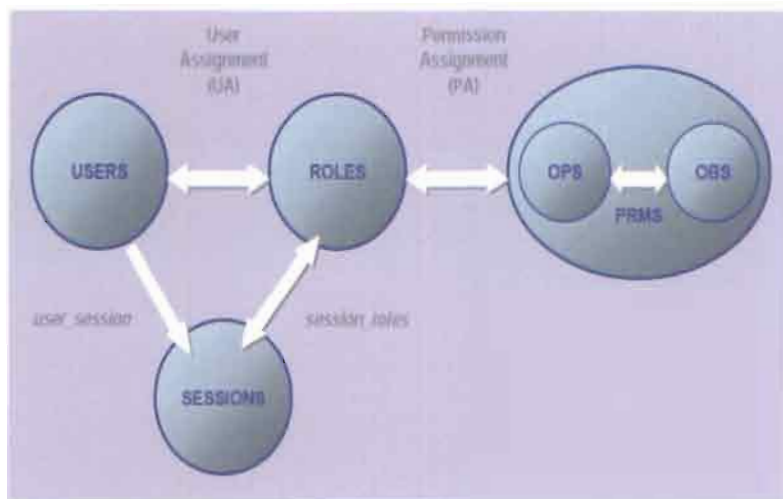 User
Assignment
(UA)
Permission
Assignment
(PA)
USERS
ROLES
OPS
OBS
PRMS
user_session
session_roles
SESSIONS